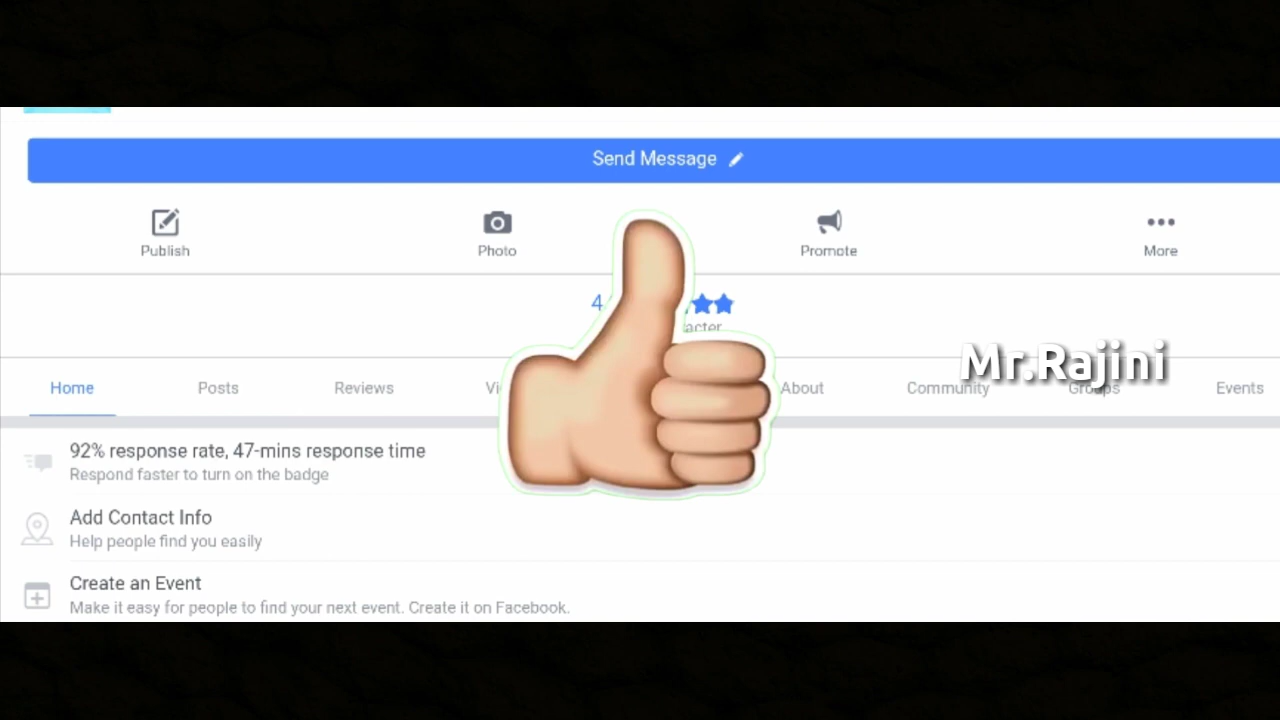 Send Message
Publish
Photo
Promote
More
4
Mr.Rajini
Home
Posts
Reviews
About
Community
Groups
Events
92% response rate, 47-mins response time
Respond faster to turn on the badge
Add Contact Info
Help people find you easily
Create an Event
Make it easy for people to find your next event. Create it on Facebook.